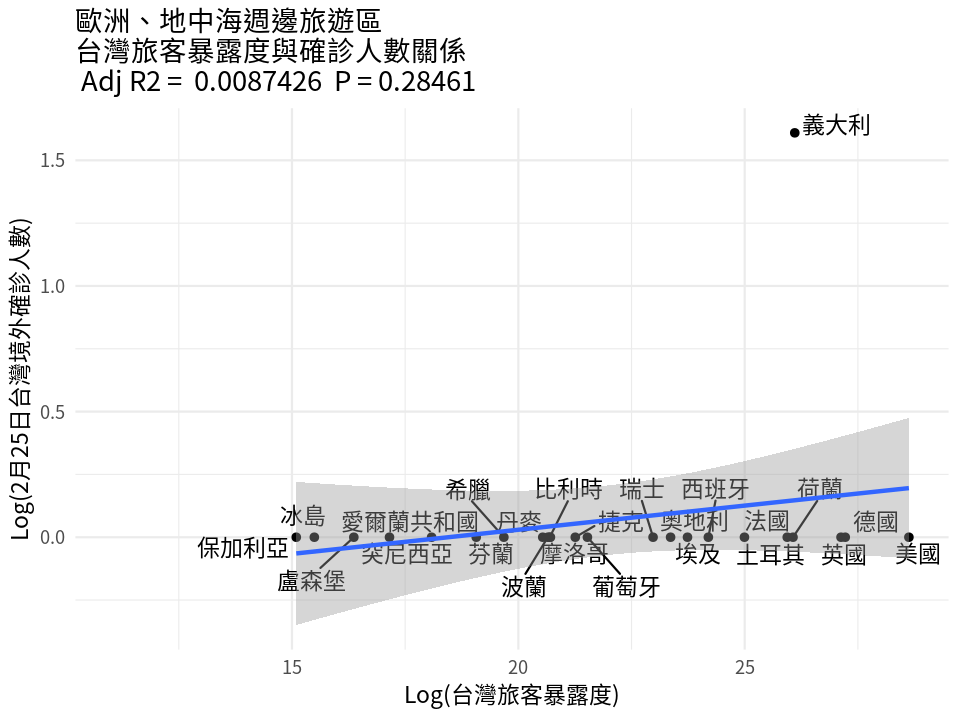 歐洲、地中海週邊旅遊區
台灣旅客暴露度與確診人數關係
Adj R2 = 0.0087426 P = 0.28461
義大利
1.5
1.0
0.5
0.0
Log(2月25日台灣境外確診人數)
希臘
比利時
瑞士
西班牙
荷蘭
冰島
愛爾蘭共和國
丹麥
捷克
奧地利
法國
德國
保加利亞
突尼西亞
芬蘭
摩洛哥
埃及
土耳其
英國
美國
盧森堡
波蘭
葡萄牙
15
20
25
Log(台灣旅客暴露度)